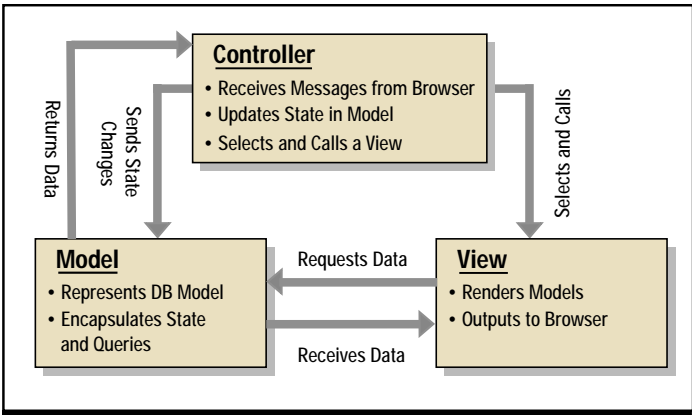 Controller
• Receives Messages from Browser
• Updates State in Model
• Selects and Calls a View
Returns Data
Sends State
Changes
Selects and Calls
Model
• Represents DB Model
• Encapsulates State
and Queries
Requests Data
Receives Data
View
• Renders Models
• Outputs to Browser